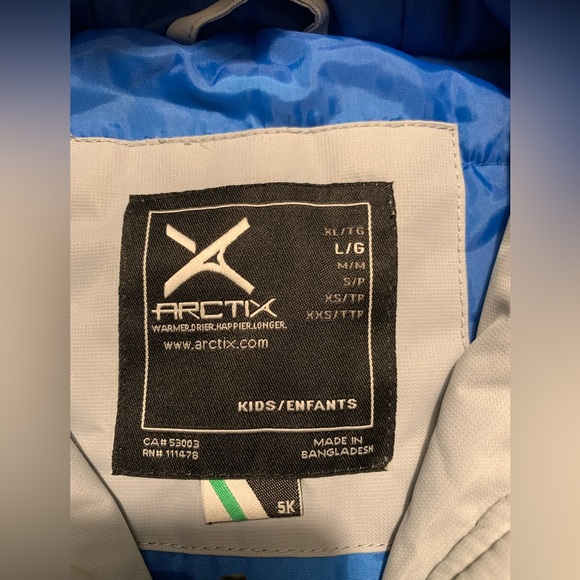 XL/TG
L/G
M/M
S/P
XS/TP
XXS/TTP
ARCTIX
WARMER.DRIER.HAPPIER.LONGER.
www.arctix.com
KIDS/ENFANTS
CA# 53003
RN# 111478
MADE IN
BANGLADESH
5K